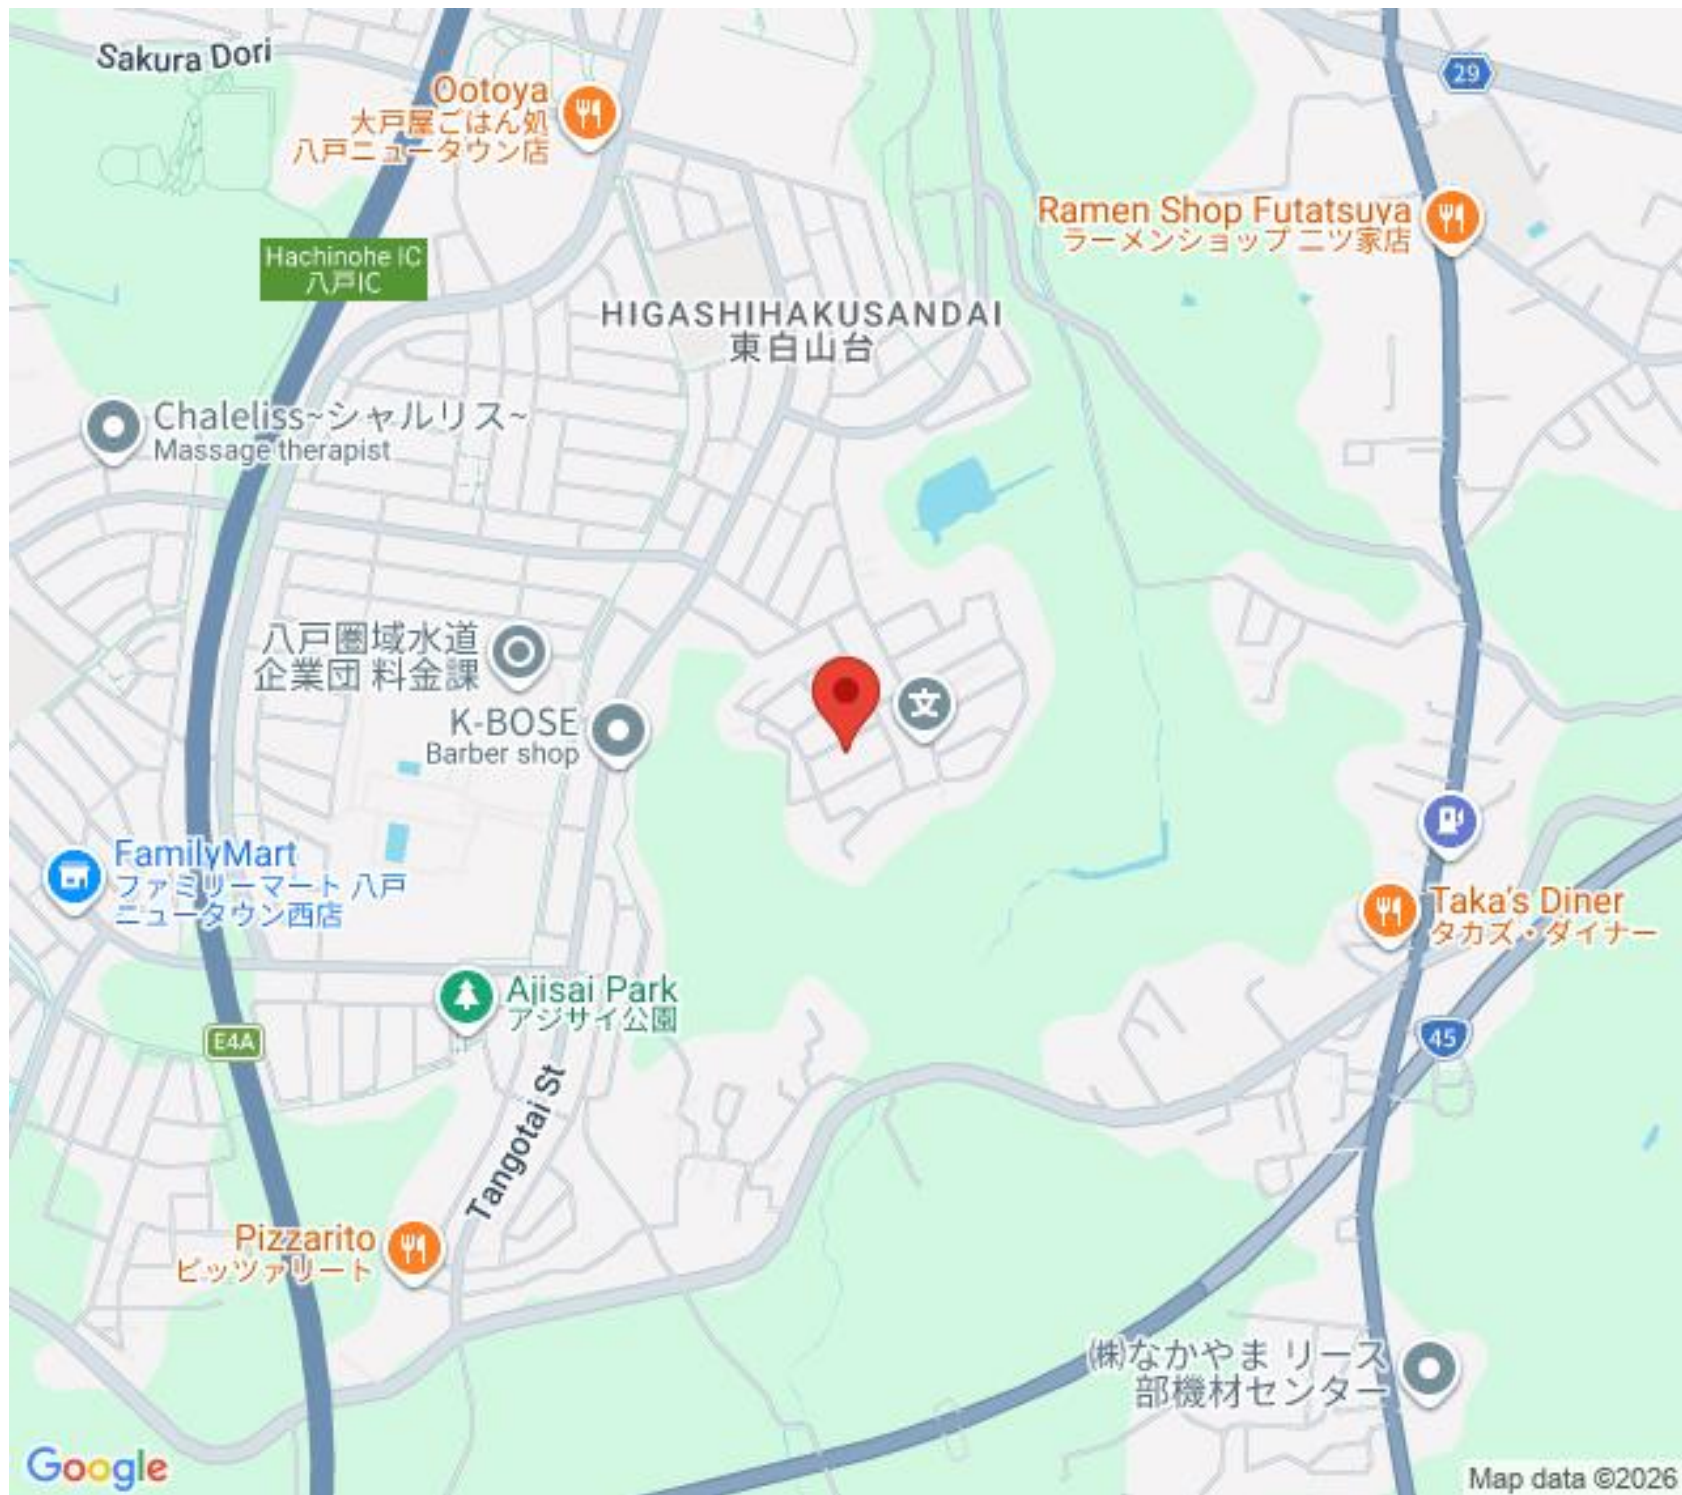 Sakura Dori
29
Ootoya
大戸屋ごはん処
八戸ニュータウン店
Ramen Shop Futatsuya
ラーメンショップ 二ツ家店
Hachinohe IC
八戸IC
HIGASHIHAKUSANDAI
東白山台
Chaleliss~シャルリス~
Massage therapist
八戸圏域水道
企業団 料金課
文
K-BOSE
Barber shop
FamilyMart
ファミリーマート 八戸
ニュータウン西店
Taka's Diner
タカズ・ダイナー
Ajisai Park
アジサイ公園
E4A
45
Tangotai St
Pizzarito
ピッツァリート
㈱なかやま リース
部機材センター
Google
Map data ©2026